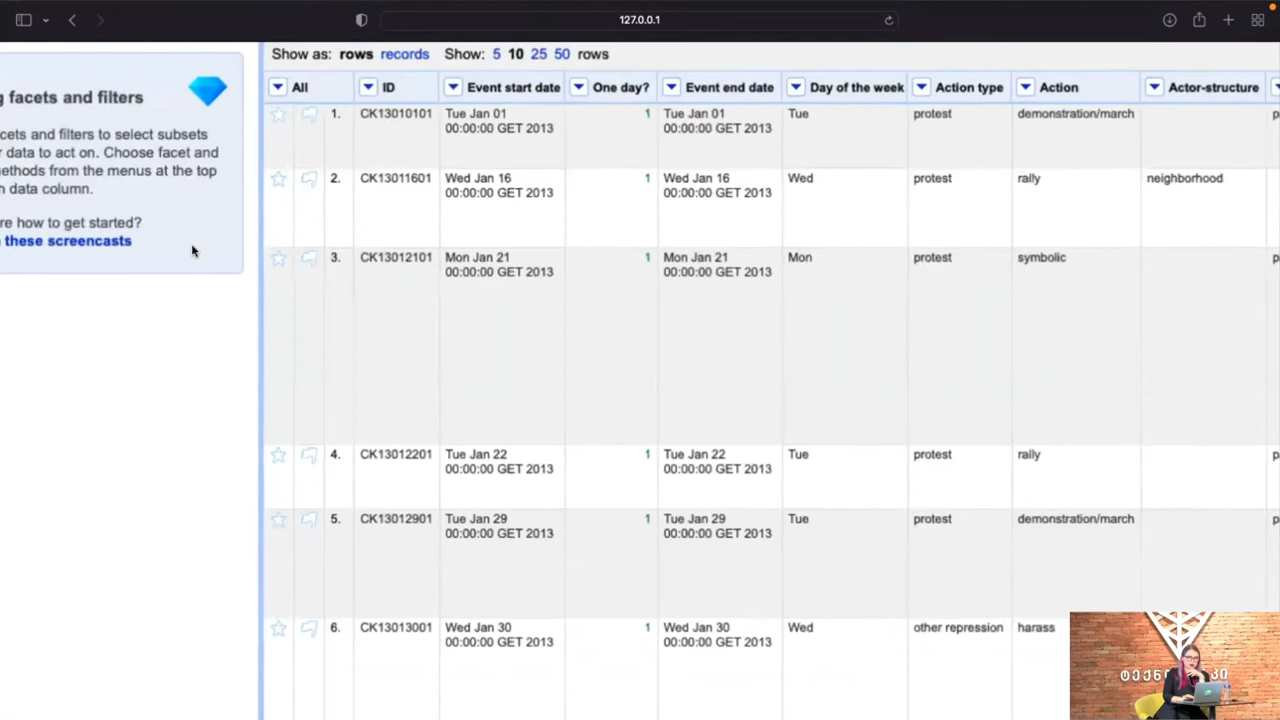 127.0.0.1
Show as: rows records Show: 5 10 25 50 rows
g facets and filters
cets and filters to select subsets
r data to act on. Choose facet and
ethods from the menus at the top
h data column.
re how to get started?
these screencasts
All ID Event start date One day? Event end date Day of the week Action type Action Actor-structure
1. CK13010101 Tue Jan 01 00:00:00 GET 2013 1 Tue Jan 01 00:00:00 GET 2013 Tue protest demonstration/march p
2. CK13011601 Wed Jan 16 00:00:00 GET 2013 1 Wed Jan 16 00:00:00 GET 2013 Wed protest rally neighborhood
3. CK13012101 Mon Jan 21 00:00:00 GET 2013 1 Mon Jan 21 00:00:00 GET 2013 Mon protest symbolic p
4. CK13012201 Tue Jan 22 00:00:00 GET 2013 1 Tue Jan 22 00:00:00 GET 2013 Tue protest rally p
5. CK13012901 Tue Jan 29 00:00:00 GET 2013 1 Tue Jan 29 00:00:00 GET 2013 Tue protest demonstration/march p
6. CK13013001 Wed Jan 30 00:00:00 GET 2013 1 Wed Jan 30 00:00:00 GET 2013 Wed other repression harass